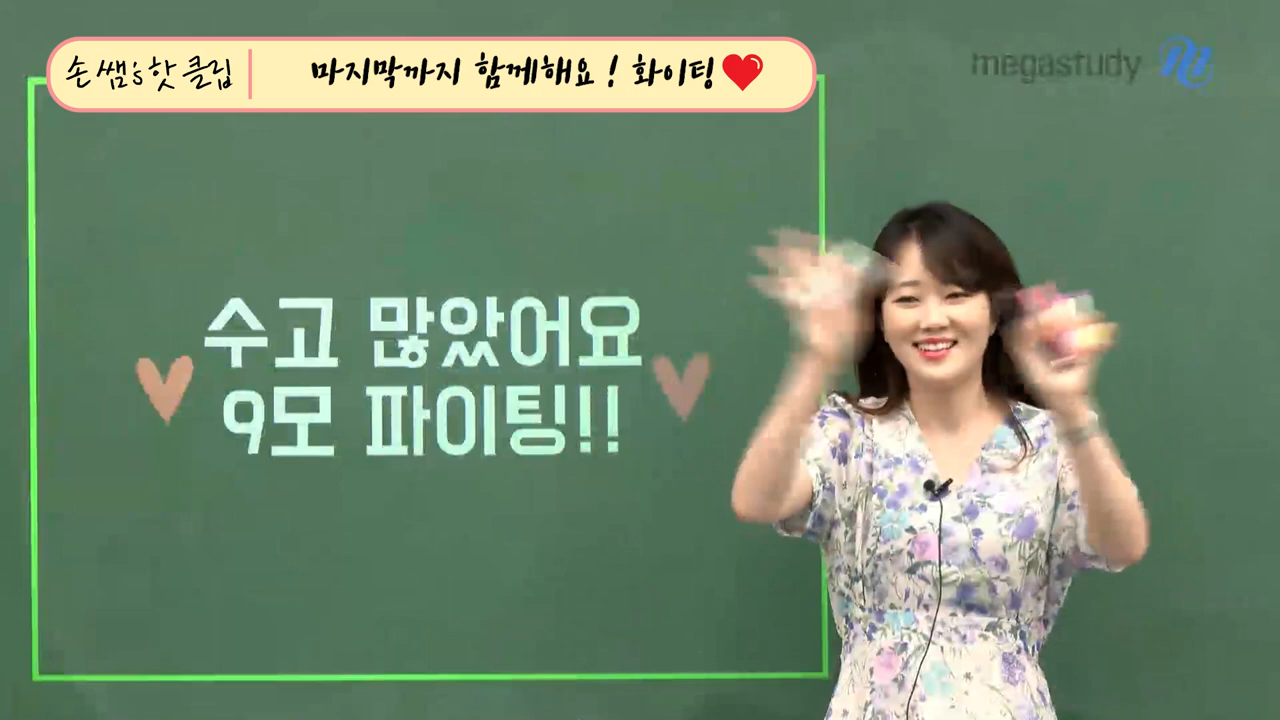 손쌤's핫클립
마지막까지 함께해요! 화이팅
megastudy
수고 많았어요
9모 파이팅!!